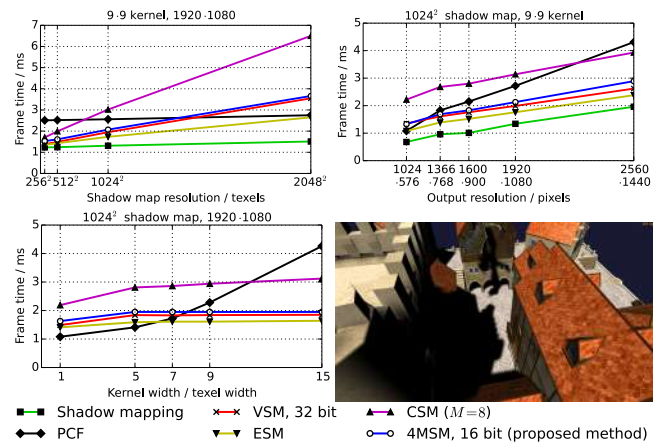 9·9 kernel, 1920·1080
Frame time / ms
7
6
5
4
3
2
1
0
256² 512² 1024² 2048²
Shadow map resolution / texels
1024² shadow map, 9·9 kernel
Frame time / ms
5
4
3
2
1
0
1024 1366 1600 1920 2560
·576 ·768 ·900 ·1080 ·1440
Output resolution / pixels
1024² shadow map, 1920·1080
Frame time / ms
5
4
3
2
1
0
1 5 7 9 15
Kernel width / texel width
Shadow mapping
VSM, 32 bit
CSM (M=8)
PCF
ESM
4MSM, 16 bit (proposed method)